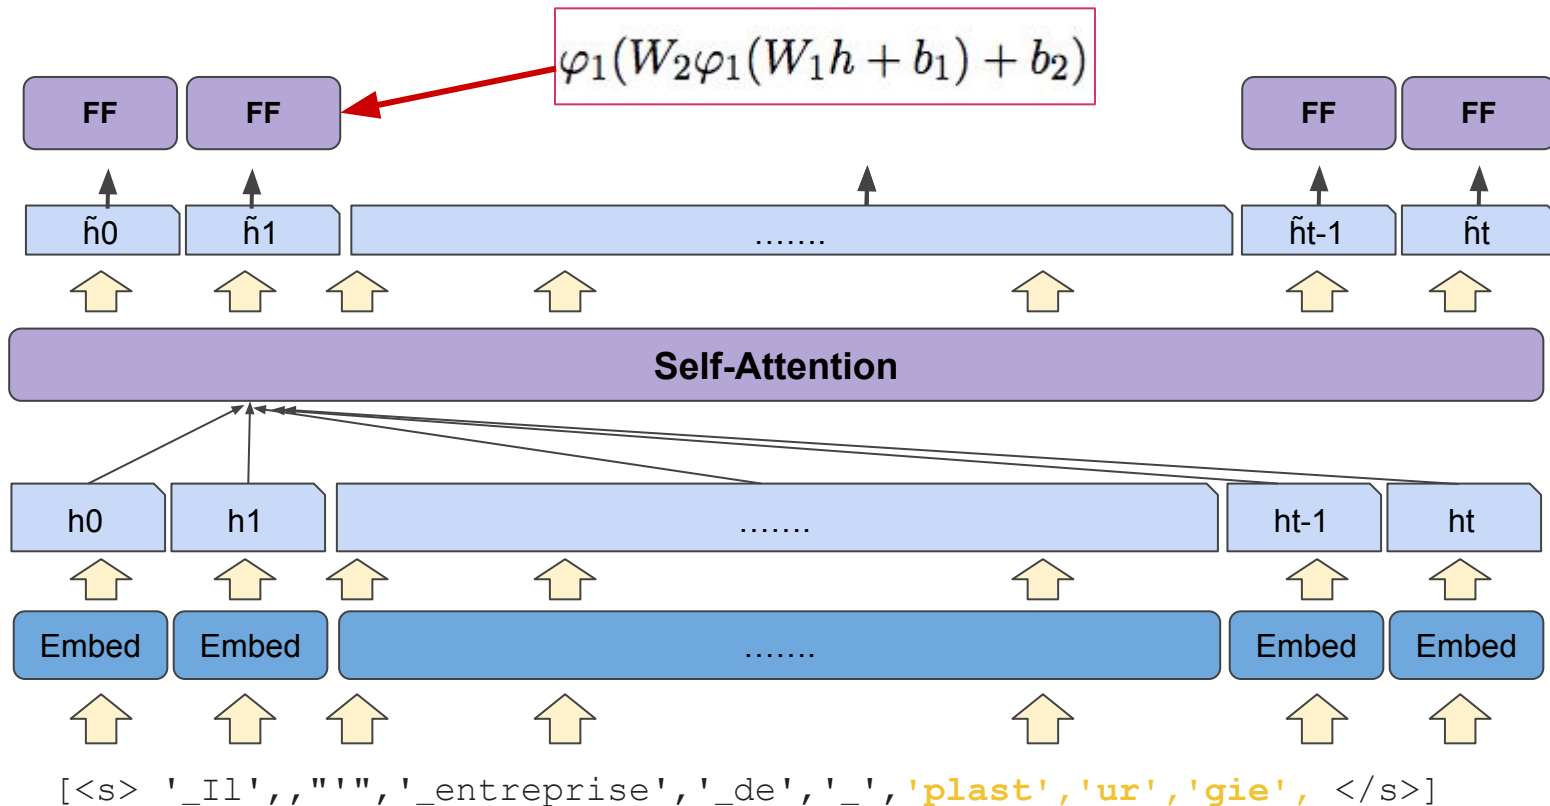 φ₁(W₂φ₁(W₁h + b₁) + b₂)
FF FF FF FF
h̃0 h̃1 ....... h̃t-1 h̃t
Self-Attention
h0 h1 ....... ht-1 ht
Embed Embed ....... Embed Embed
[<s> '_Il',,"'",'_entreprise','_de','_','plast','ur','gie', </s>]